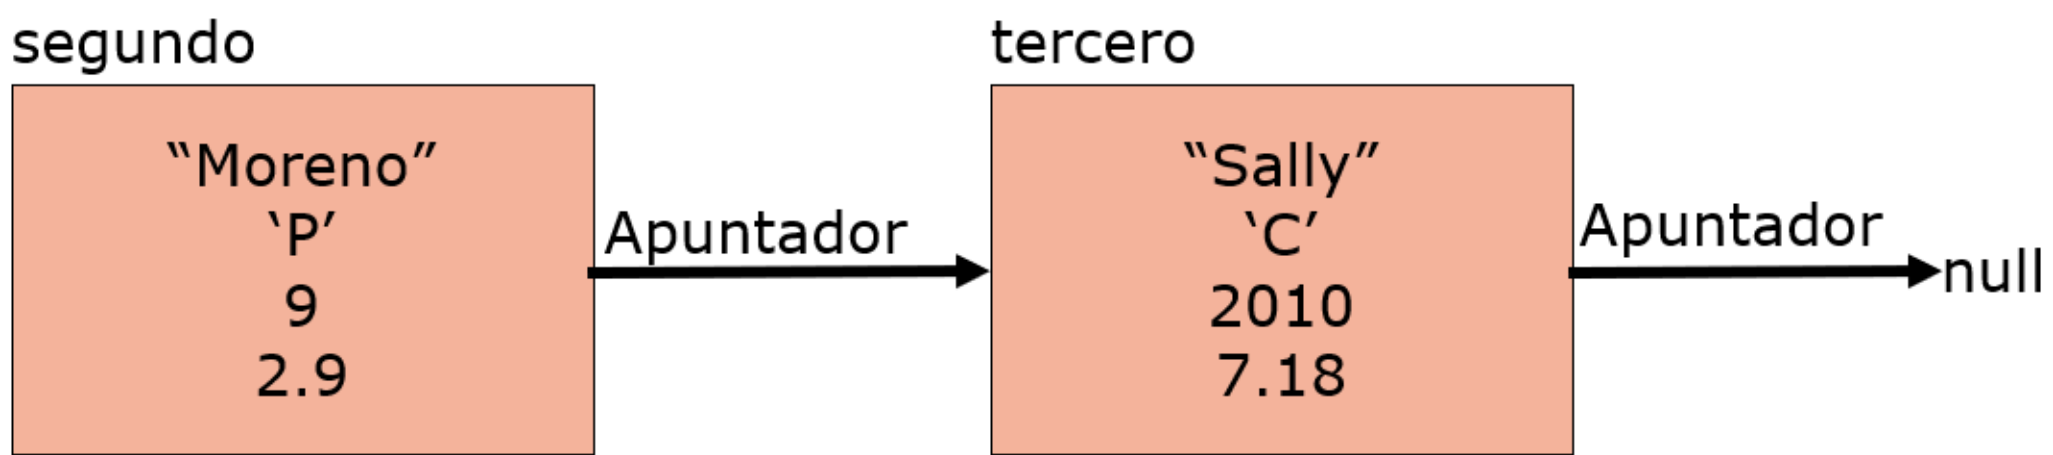 segundo
“Moreno”
‘P’
9
2.9
Apuntador
tercero
“Sally”
‘C’
2010
7.18
Apuntador
null